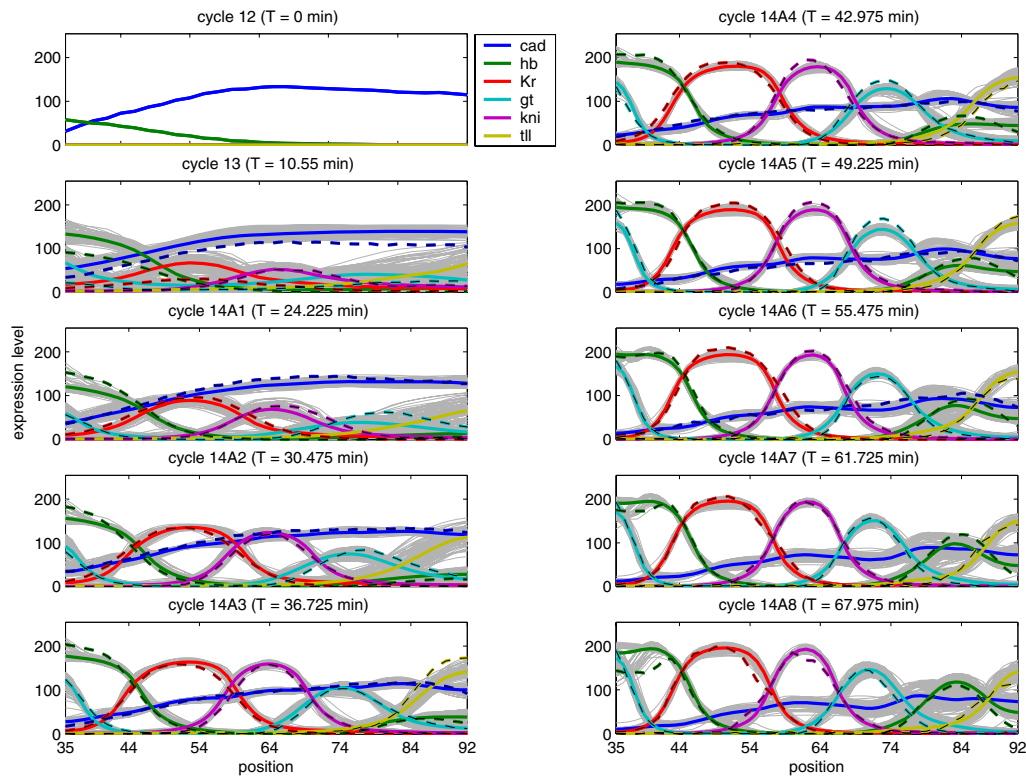 cycle 12 (T = 0 min)
200
100
0
cad
hb
Kr
gt
kni
tll
cycle 13 (T = 10.55 min)
200
100
0
cycle 14A1 (T = 24.225 min)
200
100
0
cycle 14A2 (T = 30.475 min)
200
100
0
cycle 14A3 (T = 36.725 min)
200
100
0
35 44 54 64 74 84 92
position
expression level
cycle 14A4 (T = 42.975 min)
200
100
0
cycle 14A5 (T = 49.225 min)
200
100
0
cycle 14A6 (T = 55.475 min)
200
100
0
cycle 14A7 (T = 61.725 min)
200
100
0
cycle 14A8 (T = 67.975 min)
200
100
0
35 44 54 64 74 84 92
position